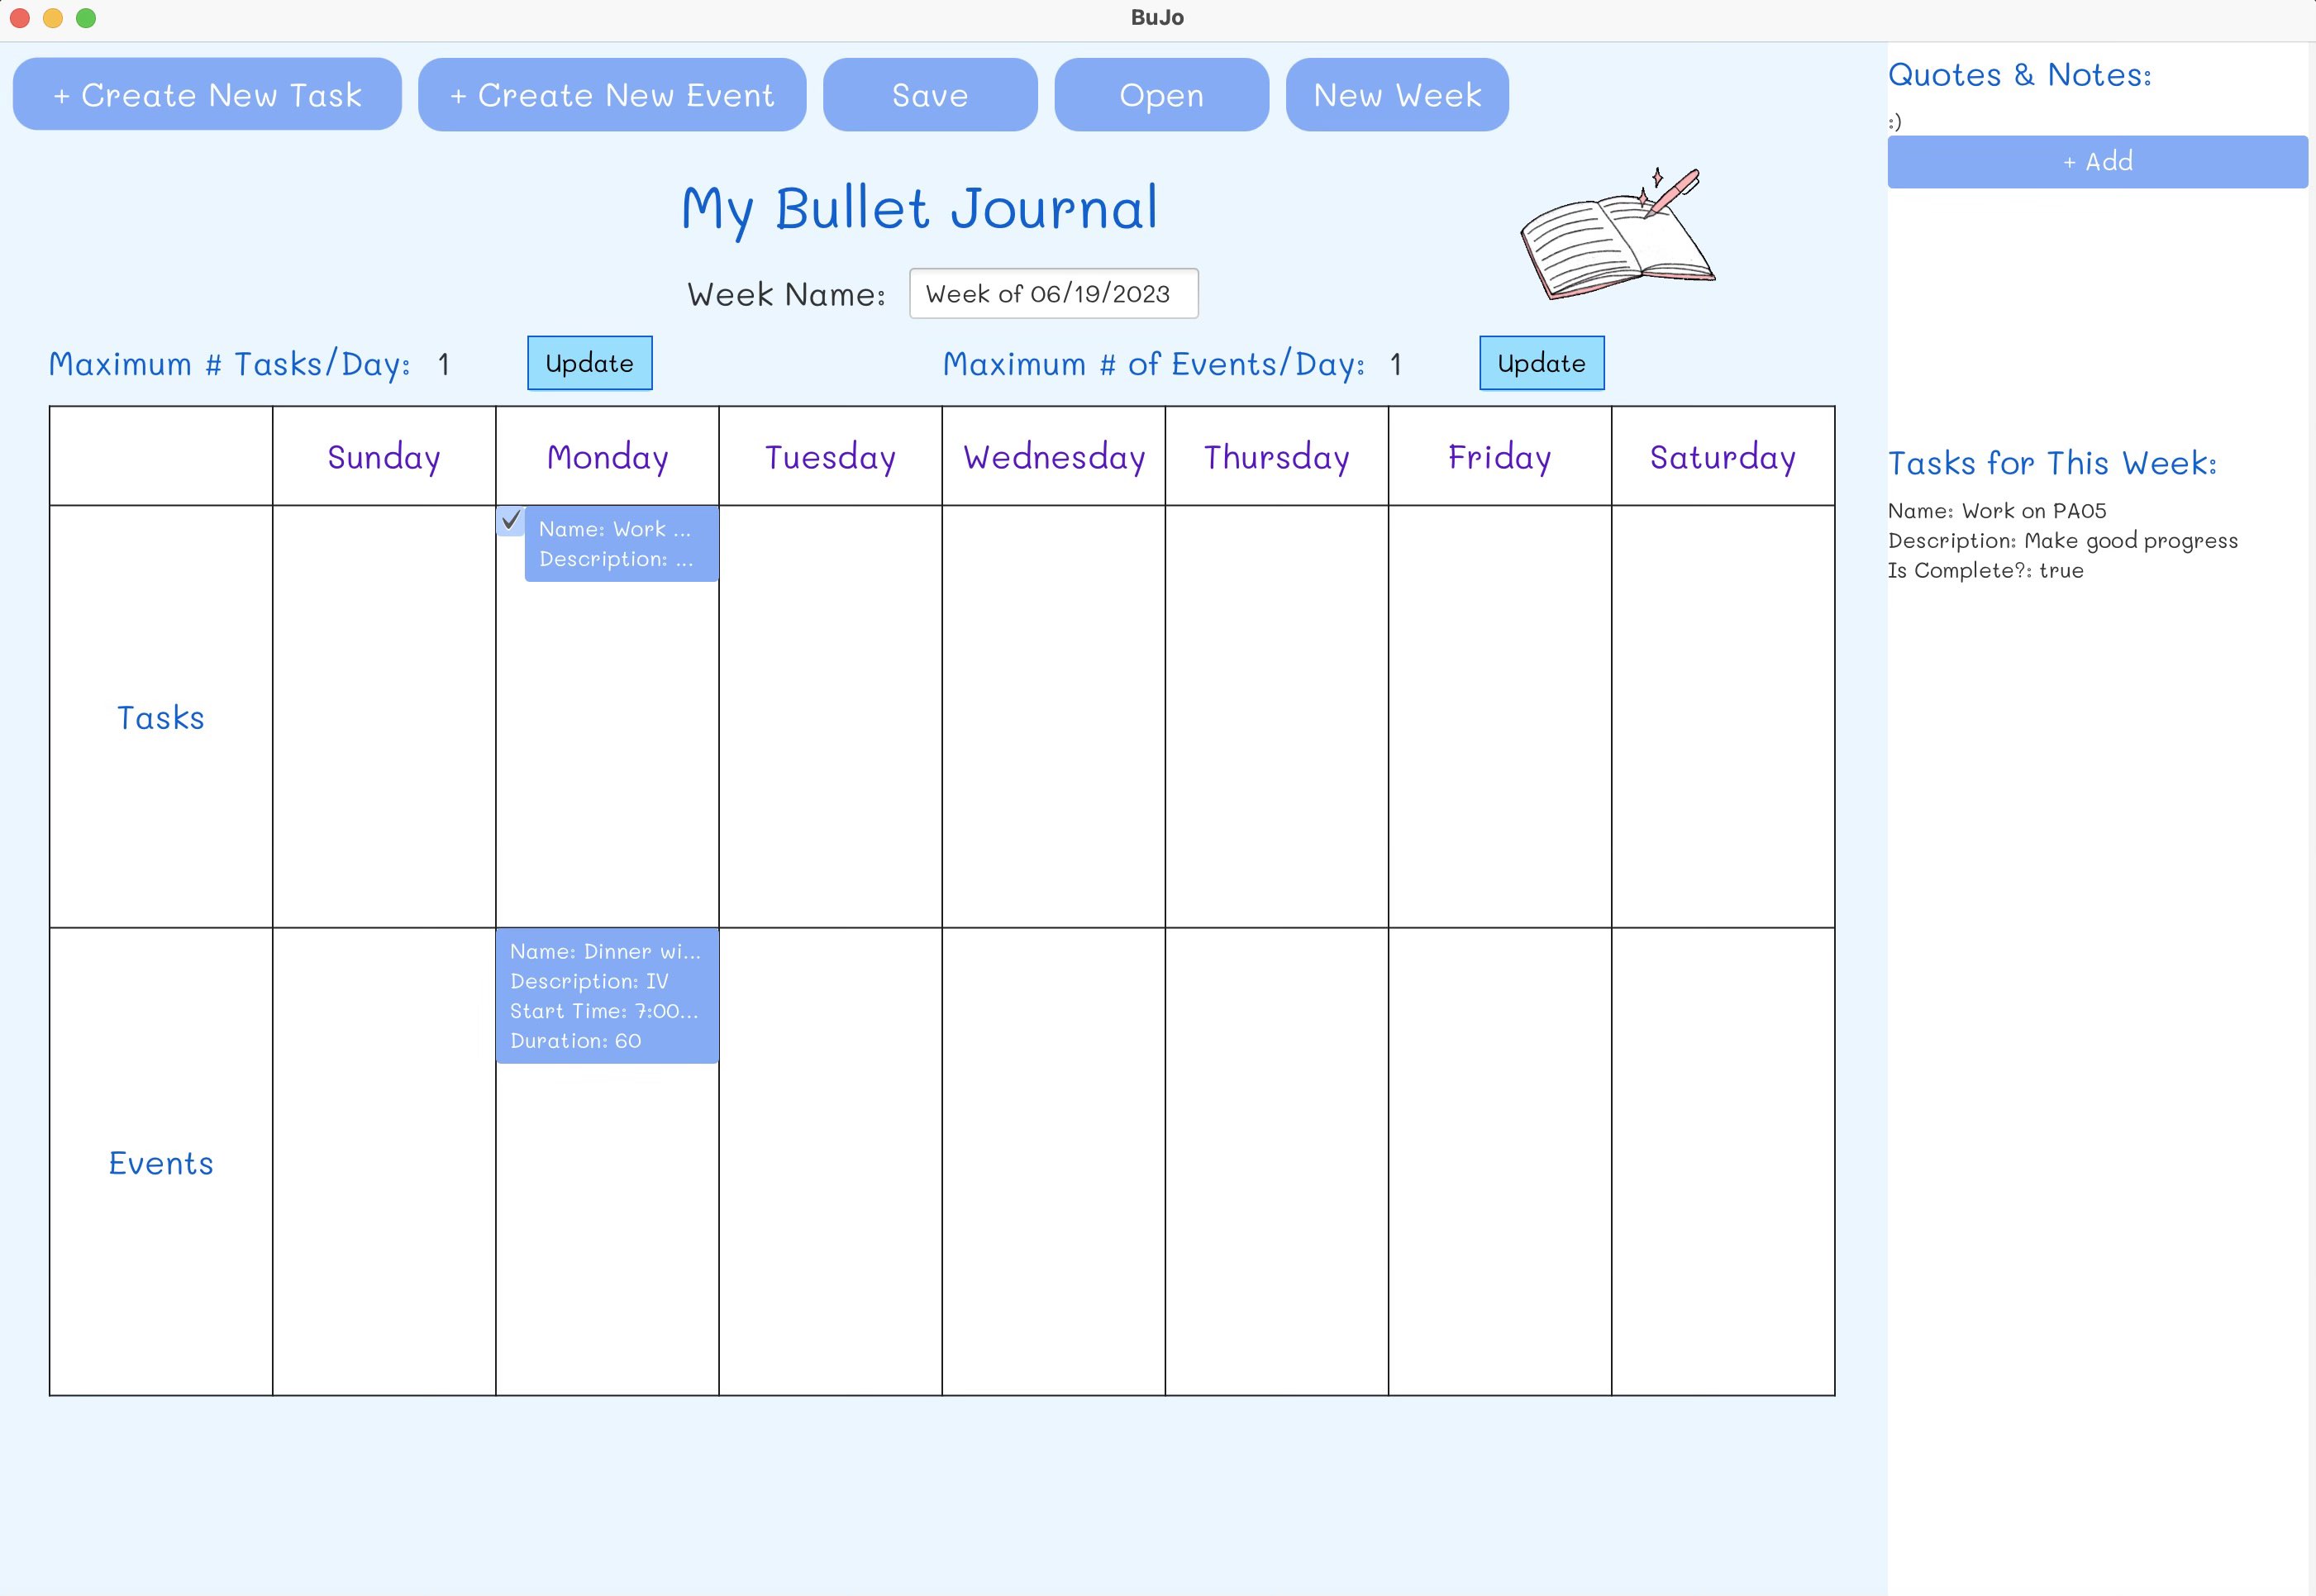 BuJo
+ Create New Task
+ Create New Event
Save
Open
New Week
My Bullet Journal
Week Name: Week of 06/19/2023
Maximum # Tasks/Day: 1 Update
Maximum # of Events/Day: 1 Update
Sunday Monday Tuesday Wednesday Thursday Friday Saturday
Tasks
Name: Work ...
Description: ...
Events
Name: Dinner wi...
Description: IV
Start Time: 7:00...
Duration: 60
Quotes & Notes:
:)
+ Add
Tasks for This Week:
Name: Work on PA05
Description: Make good progress
Is Complete?: true